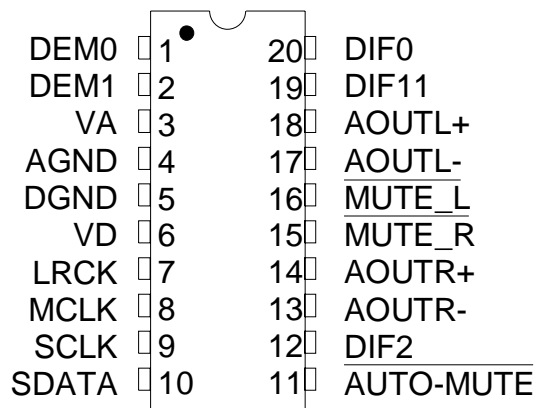 DEM0 1 20 DIF0
DEM1 2 19 DIF11
VA 3 18 AOUTL+
AGND 4 17 AOUTL-
DGND 5 16 MUTE_L
VD 6 15 MUTE_R
LRCK 7 14 AOUTR+
MCLK 8 13 AOUTR-
SCLK 9 12 DIF2
SDATA 10 11 AUTO-MUTE